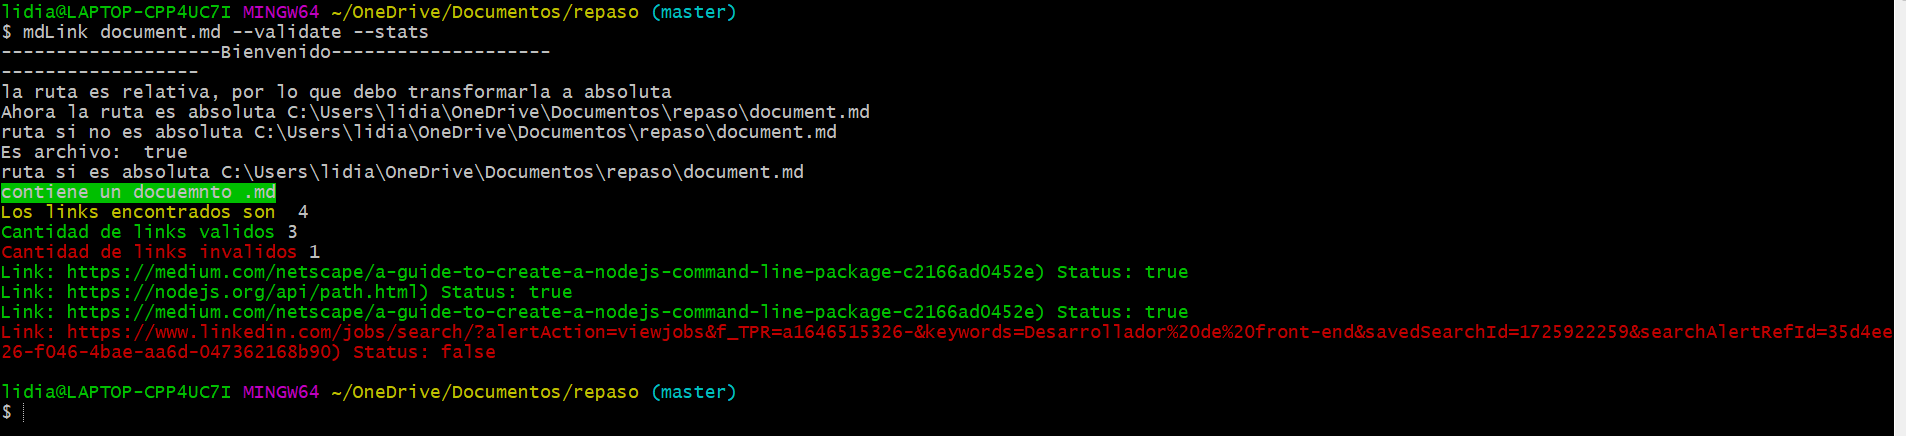 lidia@LAPTOP-CPP4UC7I MINGW64 ~/OneDrive/Documentos/repaso (master)
$ mdLink document.md --validate --stats
--------------------Bienvenido--------------------
------------------
la ruta es relativa, por lo que debo transformarla a absoluta
Ahora la ruta es absoluta C:\Users\lidia\OneDrive\Documentos\repaso\document.md
ruta si no es absoluta C:\Users\lidia\OneDrive\Documentos\repaso\document.md
Es archivo:  true
ruta si es absoluta C:\Users\lidia\OneDrive\Documentos\repaso\document.md
contiene un docuemnto .md
Los links encontrados son  4
Cantidad de links validos 3
Cantidad de links invalidos 1
Link: https://medium.com/netscape/a-guide-to-create-a-nodejs-command-line-package-c2166ad0452e) Status: true
Link: https://nodejs.org/api/path.html) Status: true
Link: https://medium.com/netscape/a-guide-to-create-a-nodejs-command-line-package-c2166ad0452e) Status: true
Link: https://www.linkedin.com/jobs/search/?alertAction=viewjobs&f_TPR=a1646515326-&keywords=Desarrollador%20de%20front-end&savedSearchId=1725922259&searchAlertRefId=35d4ee
26-f046-4bae-aa6d-047362168b90) Status: false
lidia@LAPTOP-CPP4UC7I MINGW64 ~/OneDrive/Documentos/repaso (master)
$